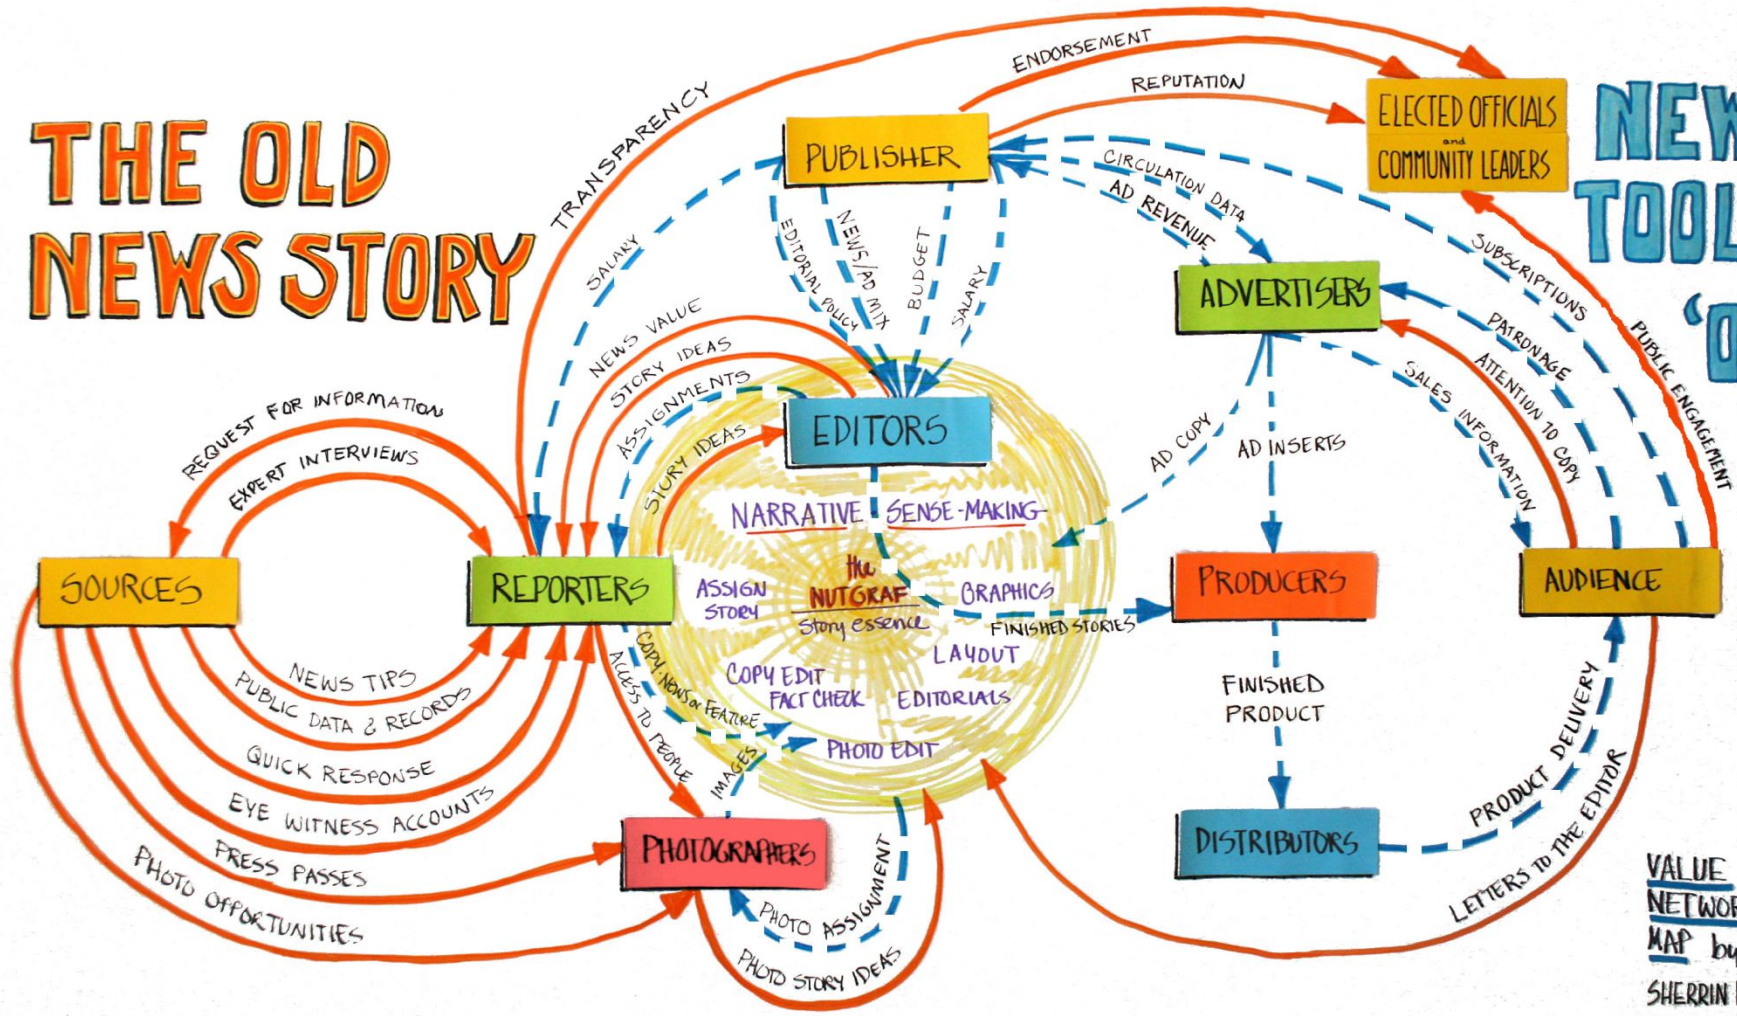 THE OLD
NEWS STORY
TRANSPARENCY
ENDORSEMENT
REPUTATION
PUBLISHER
ELECTED OFFICIALS
and
COMMUNITY LEADERS
NEW
TOOL
'O
SALARY
EDITORIAL POLICY
NEWS/AD MIX
BUDGET
SALARY
CIRCULATION DATA
AD REVENUE
SUBSCRIPTIONS
PUBLIC ENGAGEMENT
ADVERTISERS
PATRONAGE
ATTENTION TO COPY
SALES INFORMATION
NEWS VALUE
STORY IDEAS
ASSIGNMENTS
STORY IDEAS
EDITORS
AD COPY
AD INSERTS
REQUEST FOR INFORMATION
EXPERT INTERVIEWS
NARRATIVE SENSE-MAKING
SOURCES
REPORTERS
ASSIGN
STORY
the
NUTGRAF
story essence
GRAPHICS
FINISHED STORIES
LAYOUT
PRODUCERS
AUDIENCE
COPY EDIT
FACT CHECK
EDITORIALS
PHOTO EDIT
NEWS TIPS
PUBLIC DATA & RECORDS
QUICK RESPONSE
EYE WITNESS ACCOUNTS
PRESS PASSES
PHOTO OPPORTUNITIES
COPY-NEWS or FEATURE
ACCESS TO PEOPLE
IMAGES
PHOTOGRAPHERS
PHOTO ASSIGNMENT
PHOTO STORY IDEAS
FINISHED
PRODUCT
DISTRIBUTORS
PRODUCT DELIVERY
LETTERS TO THE EDITOR
VALUE
NETWOR
MAP by
SHERRIN